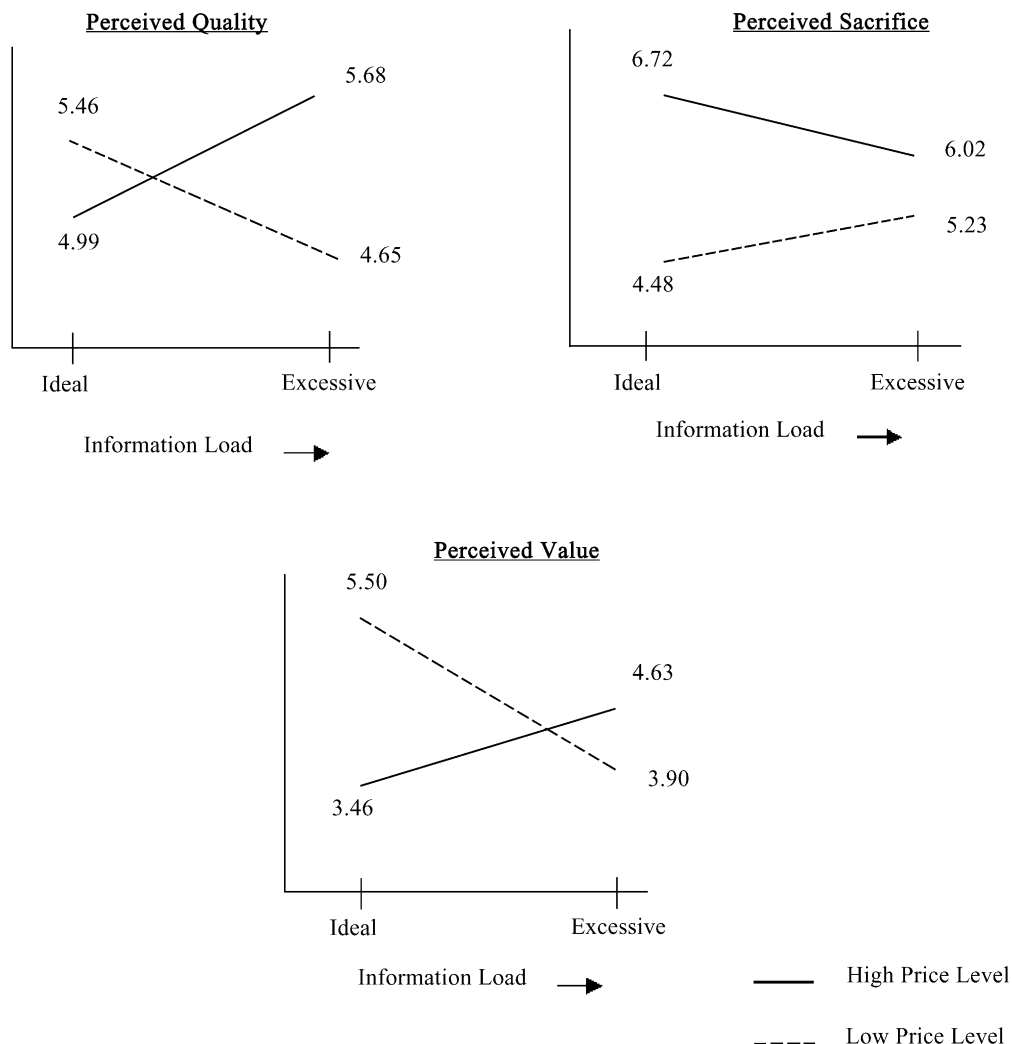 Perceived Quality
5.46
5.68
4.99
4.65
Ideal
Excessive
Information Load
Perceived Sacrifice
6.72
6.02
4.48
5.23
Ideal
Excessive
Information Load
Perceived Value
5.50
4.63
3.46
3.90
Ideal
Excessive
Information Load
High Price Level
Low Price Level